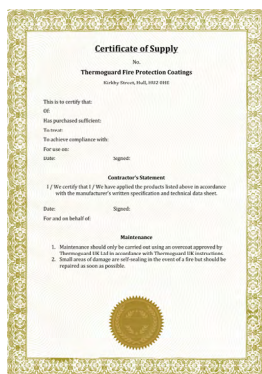 Certificate of Supply
No.
Thermoguard Fire Protection Coatings
Kirkby Street, Hull, HU2
This is to certify that:
Of:
Has purchased sufficient:
To treat:
To achieve compliance with:
For use on:
Date: Signed:
Contractor's Statement
I / We certify that I / We have applied the products listed above in accordance
with the manufacturer's written specification and technical data sheet.
Date: Signed:
For and on behalf of:
Maintenance
1. Maintenance should only be carried out using an overcoat approved by
Thermoguard UK Ltd in accordance with Thermoguard UK instructions.
2. Small areas of damage are self-sealing in the event of a fire but should be
repaired as soon as possible.